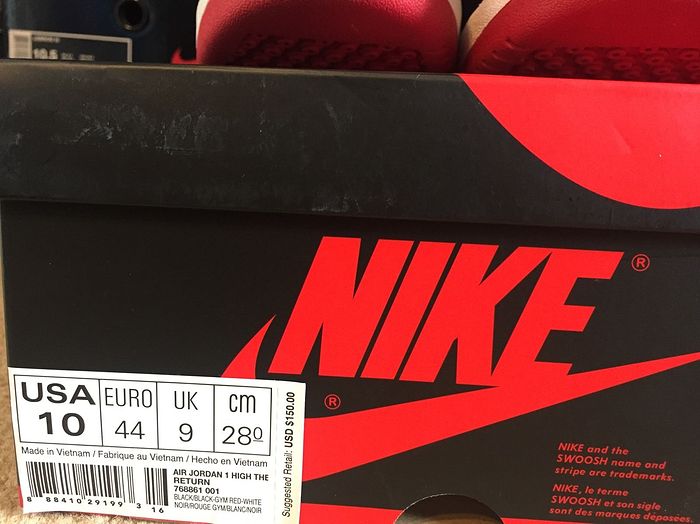 10.5
NIKE ®
®
USA EURO UK cm
10 44 9 28.0
Suggested Retail: USD $150.00
Made in Vietnam / Fabriqué au Vietnam / Hecho en Vietnam
AIR JORDAN 1 HIGH THE
RETURN
768861 001
BLACK/BLACK-GYM RED-WHITE
NOIR/ROUGE GYM/BLANC/NOIR
8 88410 29199 3 16
NIKE and the
SWOOSH name and
stripe are trademarks.
NIKE, le terme
SWOOSH et son sigle
sont des marques déposées.